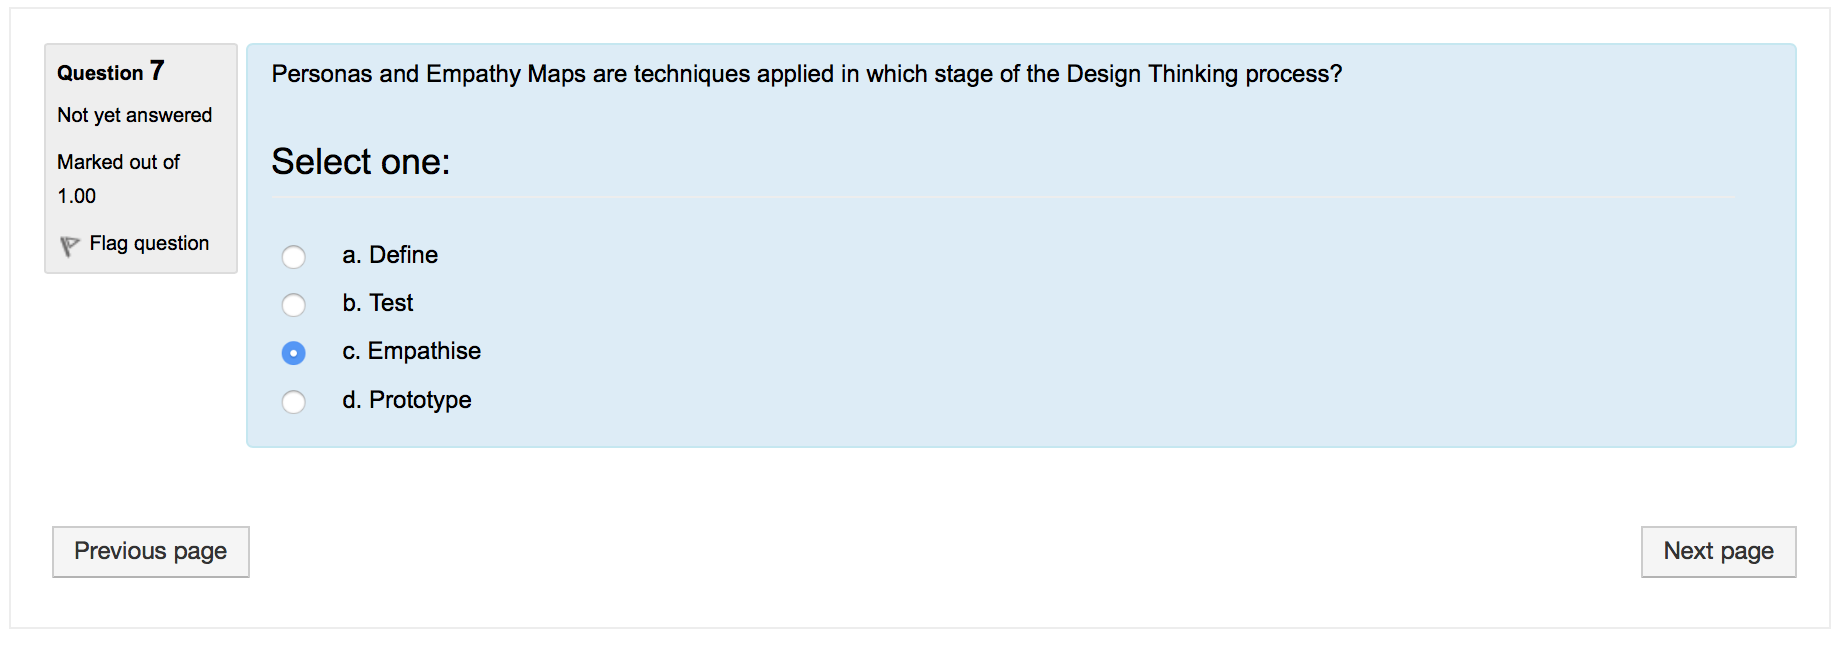 Question 7
Not yet answered
Marked out of
1.00
Flag question
Personas and Empathy Maps are techniques applied in which stage of the Design Thinking process?
Select one:
a. Define
b. Test
c. Empathise
d. Prototype
Previous page
Next page